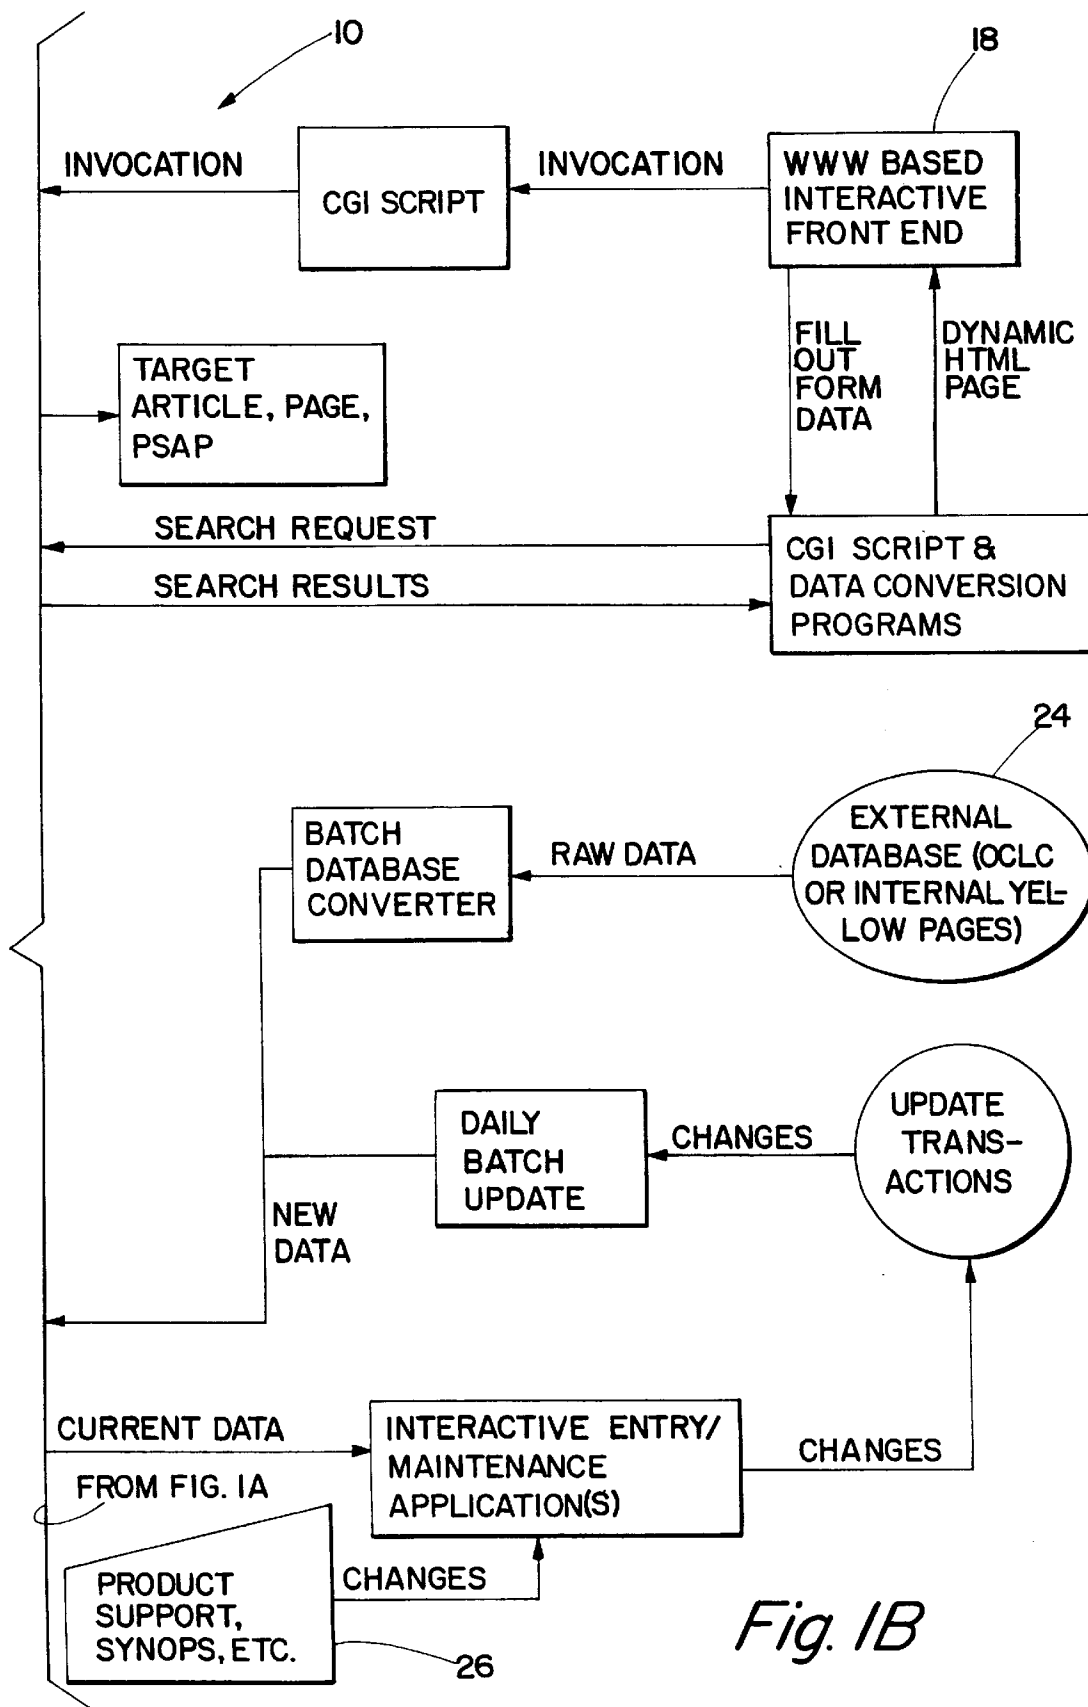 10
18
INVOCATION
CGI SCRIPT
INVOCATION
WWW BASED
INTERACTIVE
FRONT END
TARGET
ARTICLE, PAGE,
PSAP
FILL
OUT
FORM
DATA
DYNAMIC
HTML
PAGE
SEARCH REQUEST
SEARCH RESULTS
CGI SCRIPT &
DATA CONVERSION
PROGRAMS
24
BATCH
DATABASE
CONVERTER
RAW DATA
EXTERNAL
DATABASE (OCLC
OR INTERNAL YEL-
LOW PAGES)
DAILY
BATCH
UPDATE
CHANGES
UPDATE
TRANS-
ACTIONS
NEW
DATA
CURRENT DATA
INTERACTIVE ENTRY/
MAINTENANCE
APPLICATION(S)
CHANGES
FROM FIG. 1A
PRODUCT
SUPPORT,
SYNOPS, ETC.
CHANGES
26
Fig. 1B